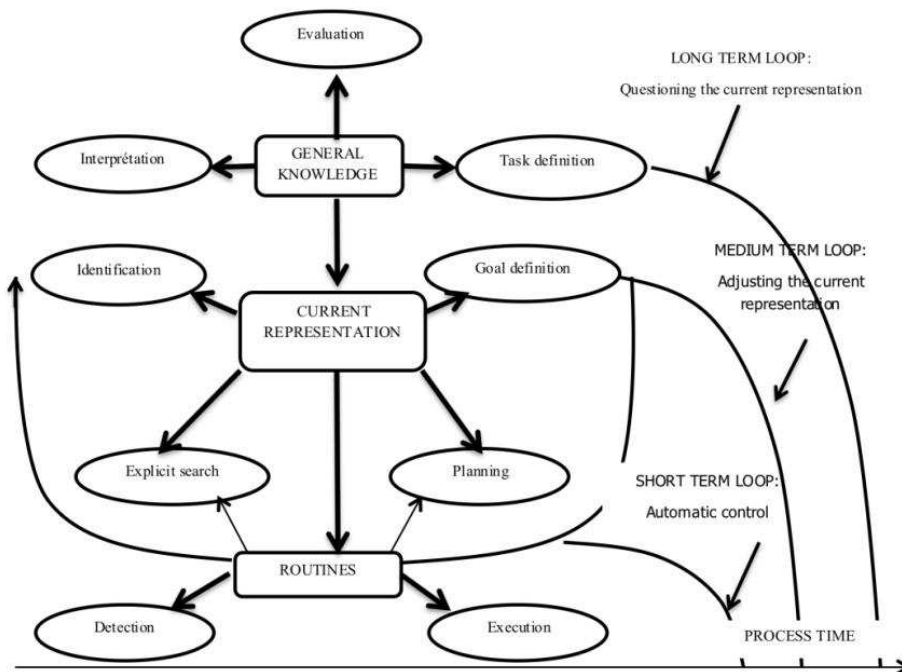 Evaluation
LONG TERM LOOP:
Questioning the current representation
Interprétation
GENERAL
KNOWLEDGE
Task definition
Identification
Goal definition
MEDIUM TERM LOOP:
Adjusting the current
representation
CURRENT
REPRESENTATION
Explicit search
Planning
SHORT TERM LOOP:
Automatic control
ROUTINES
Detection
Execution
PROCESS TIME